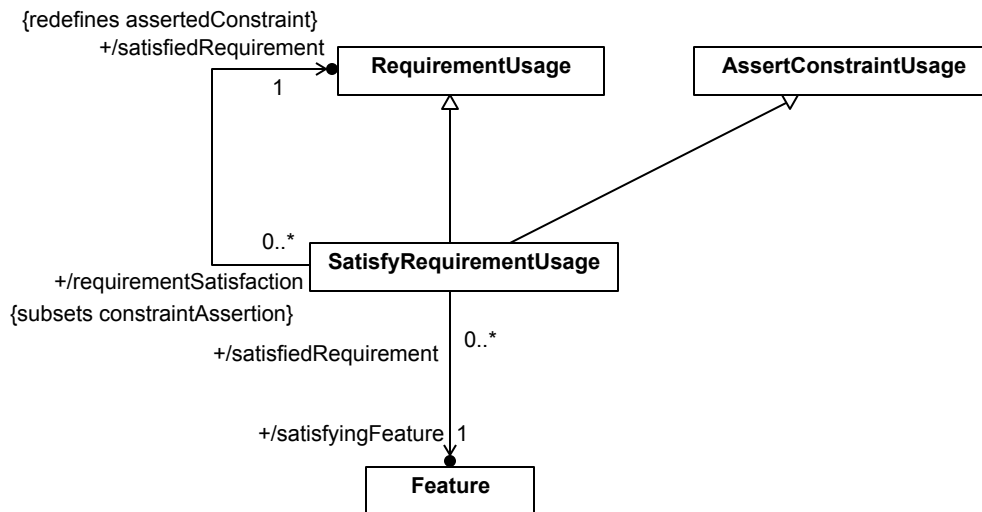 {redefines assertedConstraint}
+/satisfiedRequirement
1
RequirementUsage
AssertConstraintUsage
0..*
SatisfyRequirementUsage
+/requirementSatisfaction
{subsets constraintAssertion}
0..*
+/satisfiedRequirement
+/satisfyingFeature
1
Feature